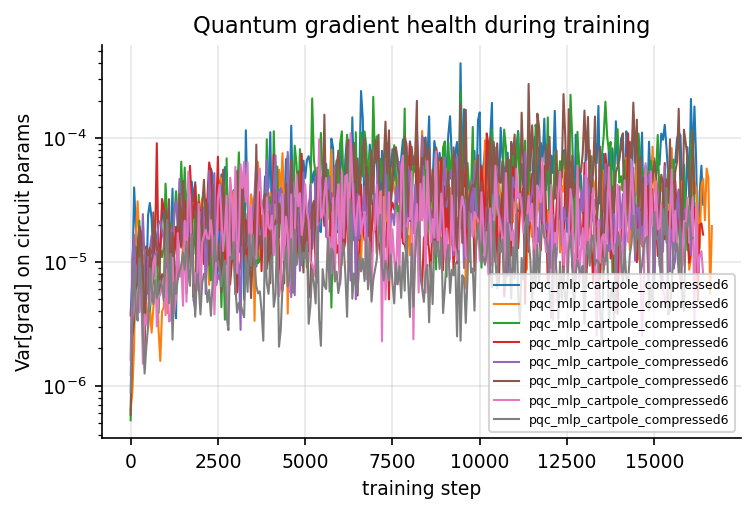 Quantum gradient health during training
Var[grad] on circuit params
10⁻⁴
10⁻⁵
10⁻⁶
pqc_mlp_cartpole_compressed6
pqc_mlp_cartpole_compressed6
pqc_mlp_cartpole_compressed6
pqc_mlp_cartpole_compressed6
pqc_mlp_cartpole_compressed6
pqc_mlp_cartpole_compressed6
pqc_mlp_cartpole_compressed6
pqc_mlp_cartpole_compressed6
0 2500 5000 7500 10000 12500 15000
training step